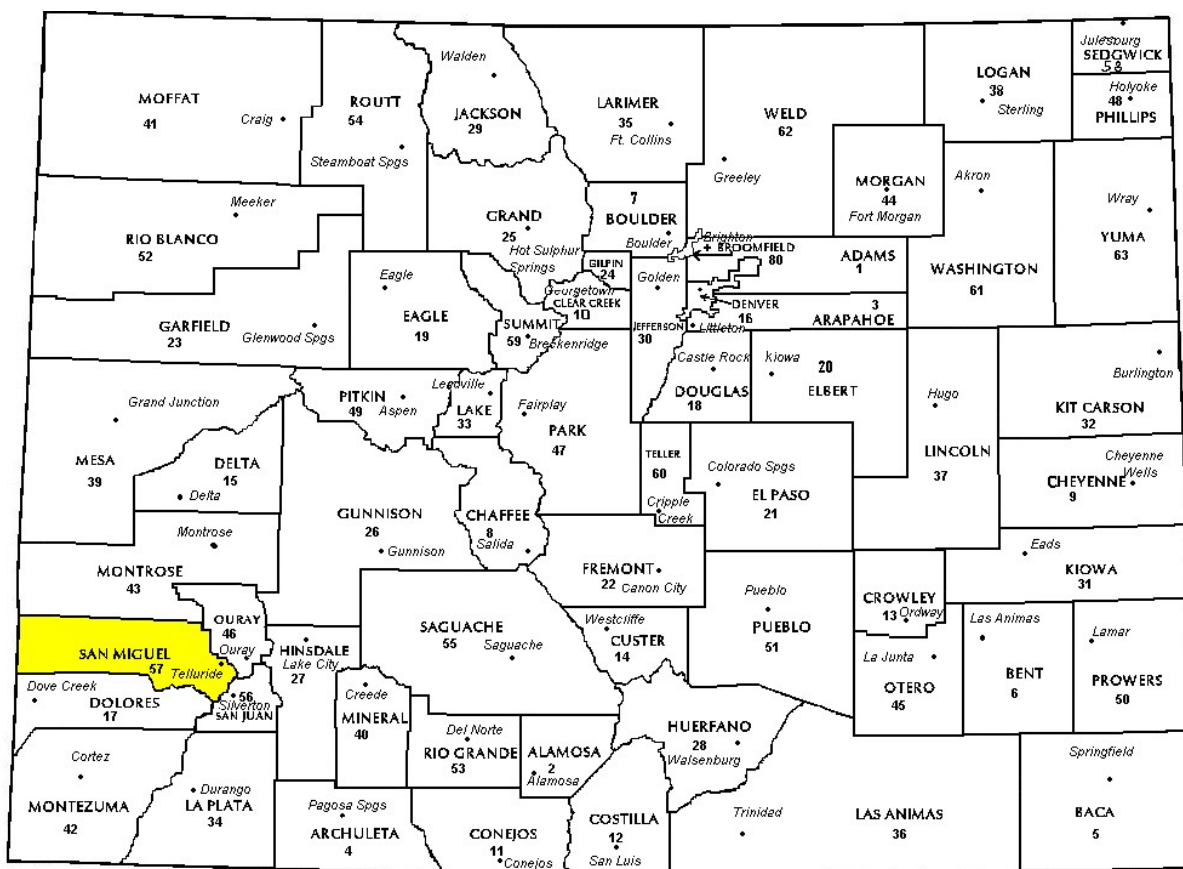 MOFFAT
41
Craig
ROUTT
54
Steamboat Spgs
Walden
JACKSON
29
LARIMER
35
Ft. Collins
WELD
62
Greeley
LOGAN
38
Sterling
Julesburg
SEDGWICK
58
Holyoke
48
PHILLIPS
MORGAN
44
Fort Morgan
Akron
WASHINGTON
61
Wray
YUMA
63
Meeker
RIO BLANCO
52
GRAND
25
Hot Sulphur
Springs
7
BOULDER
Boulder
Brighton
BROOMFIELD
80
ADAMS
1
GILPIN
24
Georgetown
CLEAR CREEK
10
Golden
JEFFERSON
30
DENVER
16
Littleton
3
ARAPAHOE
GARFIELD
23
Glenwood Spgs
Eagle
EAGLE
19
SUMMIT
59
Breckenridge
Castle Rock
DOUGLAS
18
kiowa
20
ELBERT
Hugo
LINCOLN
37
Burlington
KIT CARSON
32
Grand Junction
MESA
39
DELTA
15
Delta
PITKIN
49
Aspen
Leadville
LAKE
33
Fairplay
PARK
47
TELLER
60
Cripple
Creek
Colorado Spgs
EL PASO
21
Cheyenne
Wells
CHEYENNE
9
Montrose
MONTROSE
43
GUNNISON
26
Gunnison
CHAFFEE
8
Salida
FREMONT
22
Canon City
Pueblo
PUEBLO
51
CROWLEY
13
Ordway
Eads
KIOWA
31
SAN MIGUEL
57
Telluride
OURAY
46
Ouray
HINSDALE
Lake City
27
SAGUACHE
55
Saguache
Westcliffe
CUSTER
14
La Junta
OTERO
45
Las Animas
BENT
6
Lamar
PROWERS
50
Dove Creek
DOLORES
17
56
Silverton
SAN JUAN
Creede
MINERAL
40
Del Norte
RIO GRANDE
53
ALAMOSA
2
Alamosa
HUERFANO
28
Walsenburg
Cortez
MONTEZUMA
42
Durango
LA PLATA
34
Pagosa Spgs
ARCHULETA
4
CONEJOS
11
Conejos
COSTILLA
12
San Luis
Trinidad
LAS ANIMAS
36
Springfield
BACA
5